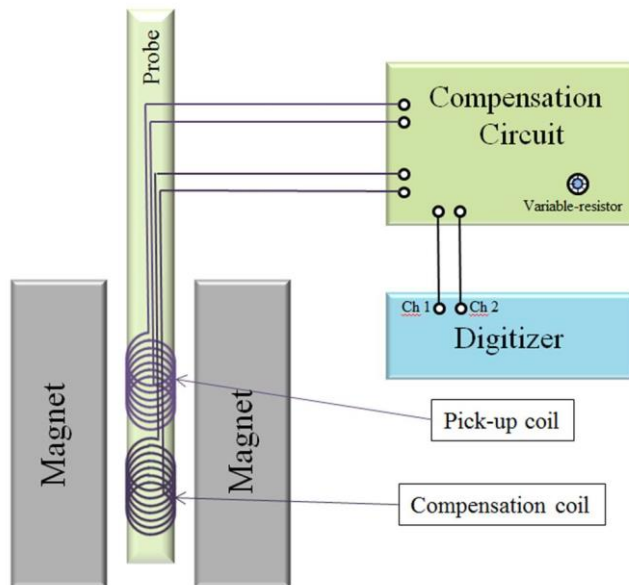 Probe
Compensation
Circuit
Variable-resistor
Ch 1
Ch 2
Digitizer
Magnet
Magnet
Pick-up coil
Compensation coil